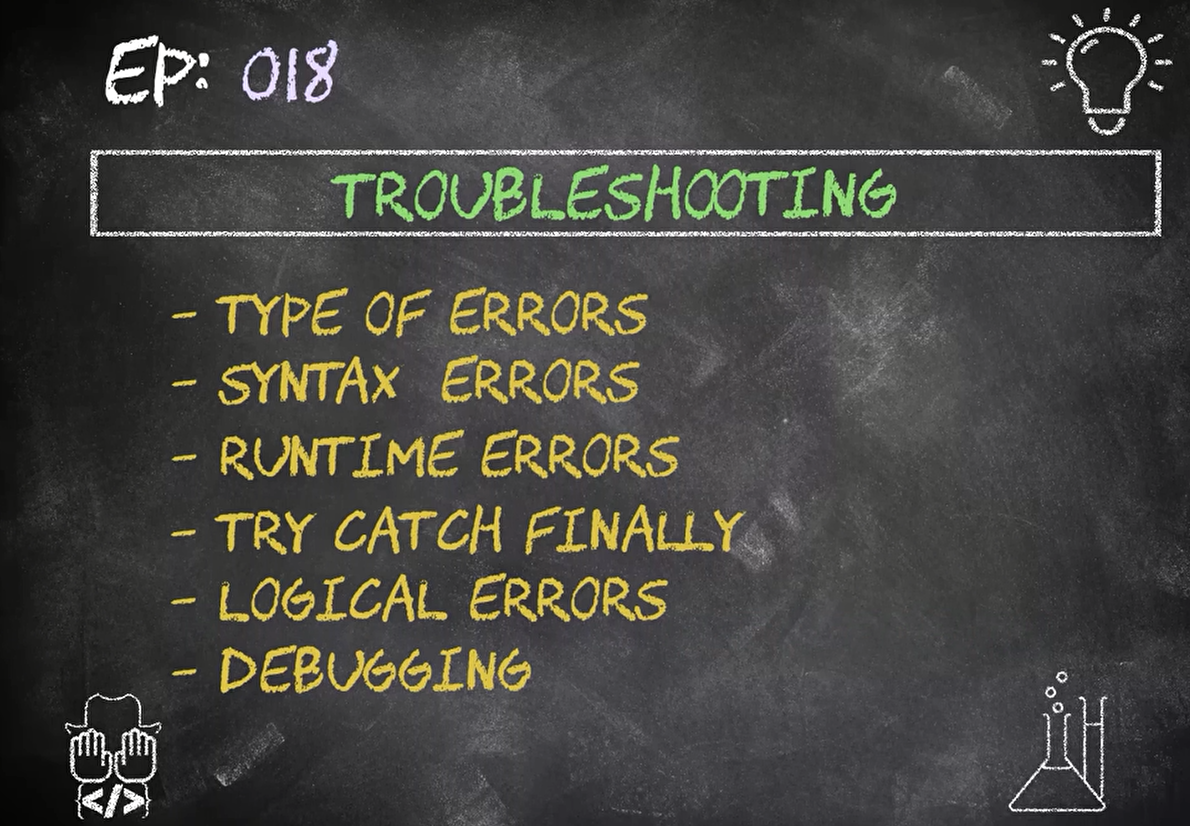 EP: 018
TROUBLESHOOTING
- TYPE OF ERRORS
- SYNTAX ERRORS
- RUNTIME ERRORS
- TRY CATCH FINALLY
- LOGICAL ERRORS
- DEBUGGING
</>